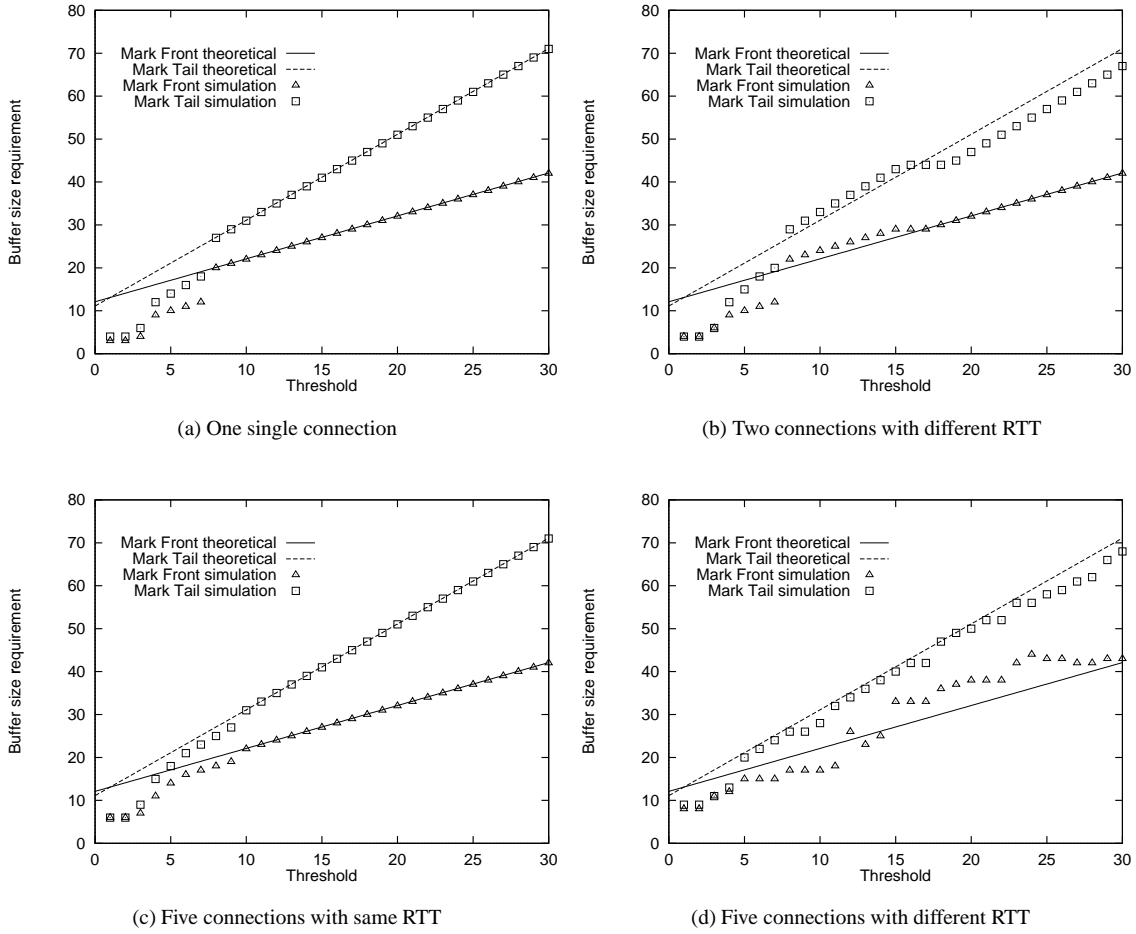 80
70
60
50
40
30
20
10
0
Buffer size requirement
Mark Front theoretical
Mark Tail theoretical
Mark Front simulation
Mark Tail simulation
0 5 10 15 20 25 30
Threshold
(a) One single connection
80
70
60
50
40
30
20
10
0
Buffer size requirement
Mark Front theoretical
Mark Tail theoretical
Mark Front simulation
Mark Tail simulation
0 5 10 15 20 25 30
Threshold
(b) Two connections with different RTT
80
70
60
50
40
30
20
10
0
Buffer size requirement
Mark Front theoretical
Mark Tail theoretical
Mark Front simulation
Mark Tail simulation
0 5 10 15 20 25 30
Threshold
(c) Five connections with same RTT
80
70
60
50
40
30
20
10
0
Buffer size requirement
Mark Front theoretical
Mark Tail theoretical
Mark Front simulation
Mark Tail simulation
0 5 10 15 20 25 30
Threshold
(d) Five connections with different RTT